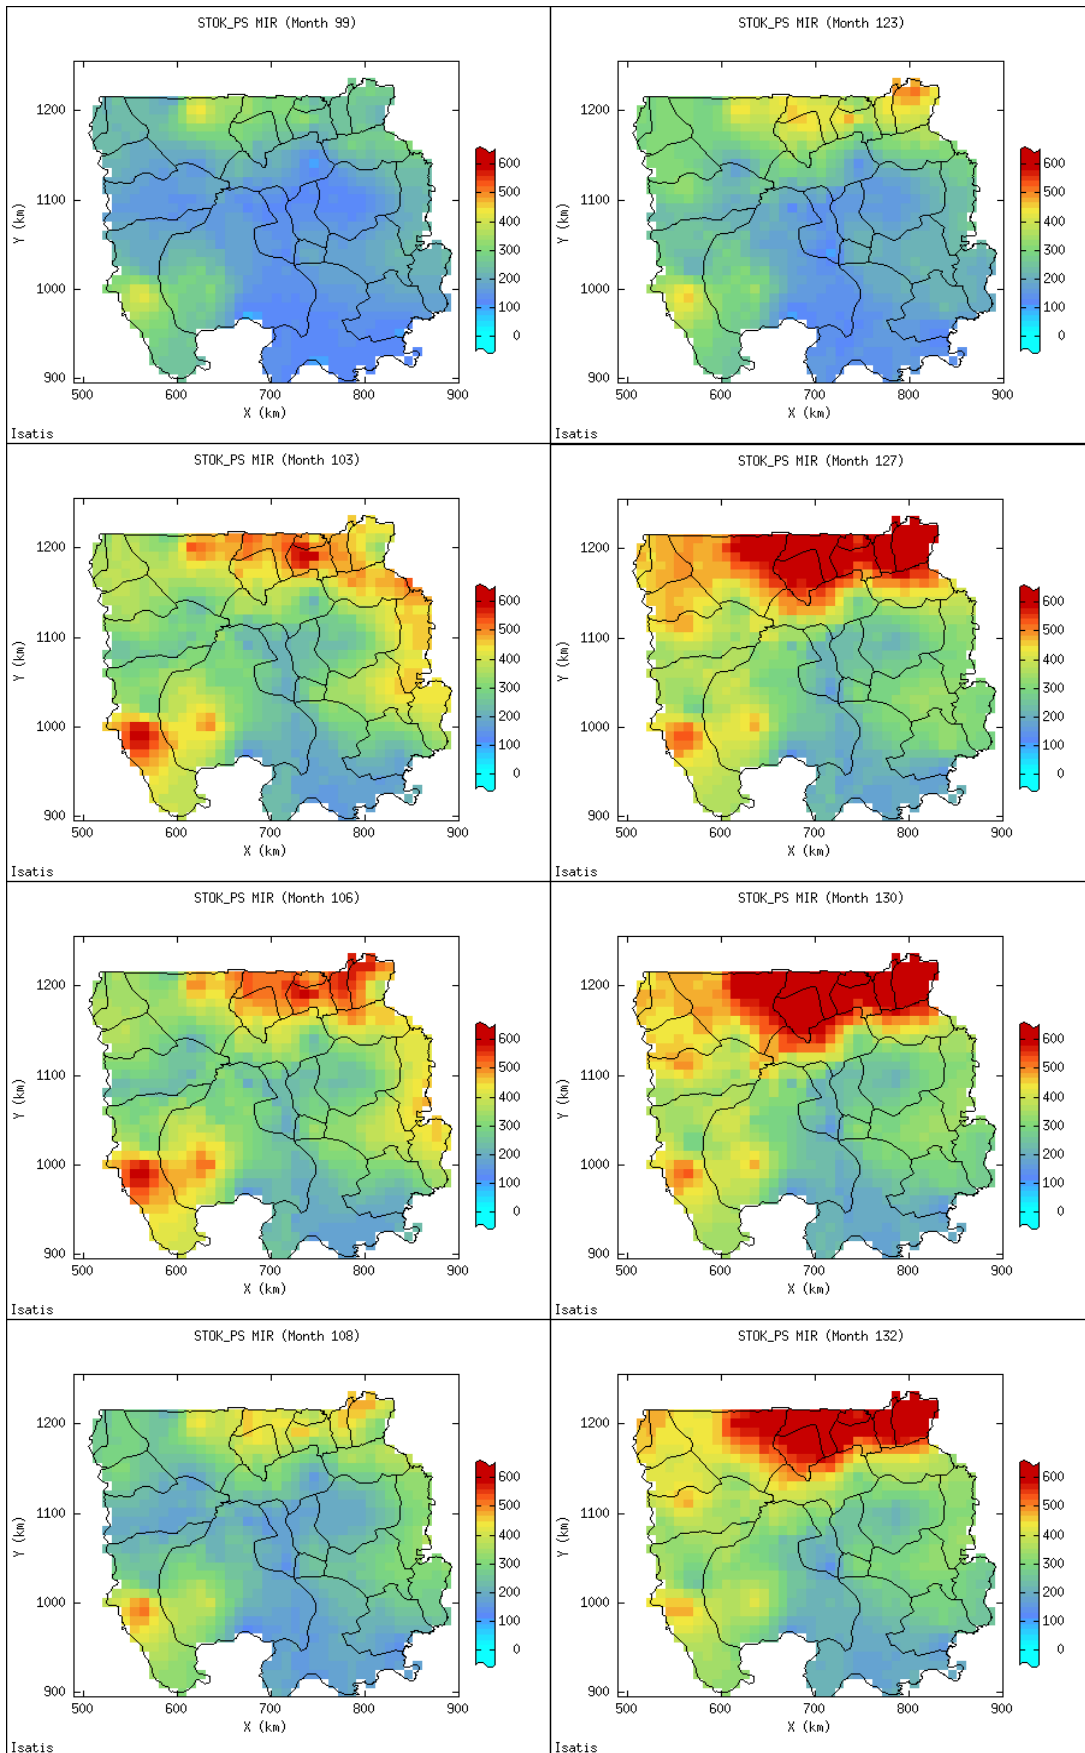 STOK_PS MIR (Month 99)
1200
1100
1000
900
Y (km)
500 600 700 800 900
X (km)
600
500
400
300
200
100
0
Isatis
STOK_PS MIR (Month 123)
1200
1100
1000
900
Y (km)
500 600 700 800 900
X (km)
600
500
400
300
200
100
0
Isatis
STOK_PS MIR (Month 103)
1200
1100
1000
900
Y (km)
500 600 700 800 900
X (km)
600
500
400
300
200
100
0
Isatis
STOK_PS MIR (Month 127)
1200
1100
1000
900
Y (km)
500 600 700 800 900
X (km)
600
500
400
300
200
100
0
Isatis
STOK_PS MIR (Month 106)
1200
1100
1000
900
Y (km)
500 600 700 800 900
X (km)
600
500
400
300
200
100
0
Isatis
STOK_PS MIR (Month 130)
1200
1100
1000
900
Y (km)
500 600 700 800 900
X (km)
600
500
400
300
200
100
0
Isatis
STOK_PS MIR (Month 108)
1200
1100
1000
900
Y (km)
500 600 700 800 900
X (km)
600
500
400
300
200
100
0
Isatis
STOK_PS MIR (Month 132)
1200
1100
1000
900
Y (km)
500 600 700 800 900
X (km)
600
500
400
300
200
100
0
Isatis